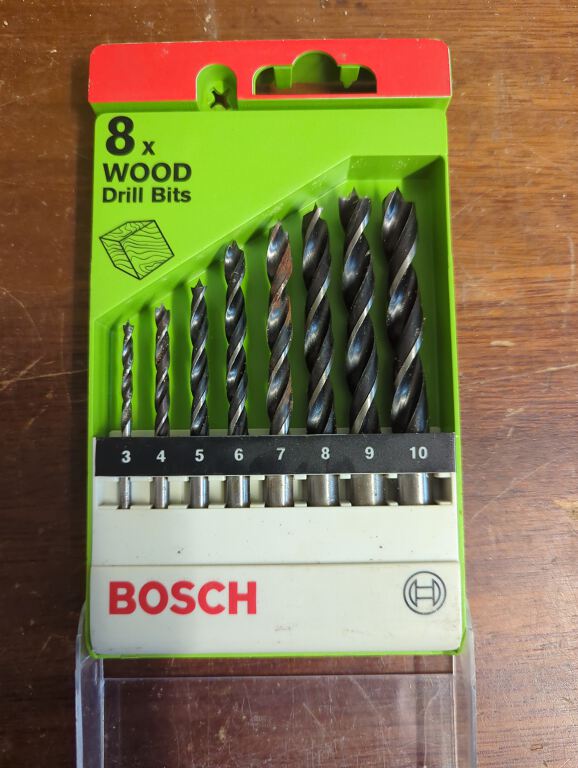 8 x
WOOD
Drill Bits
3 4 5 6 7 8 9 10
BOSCH